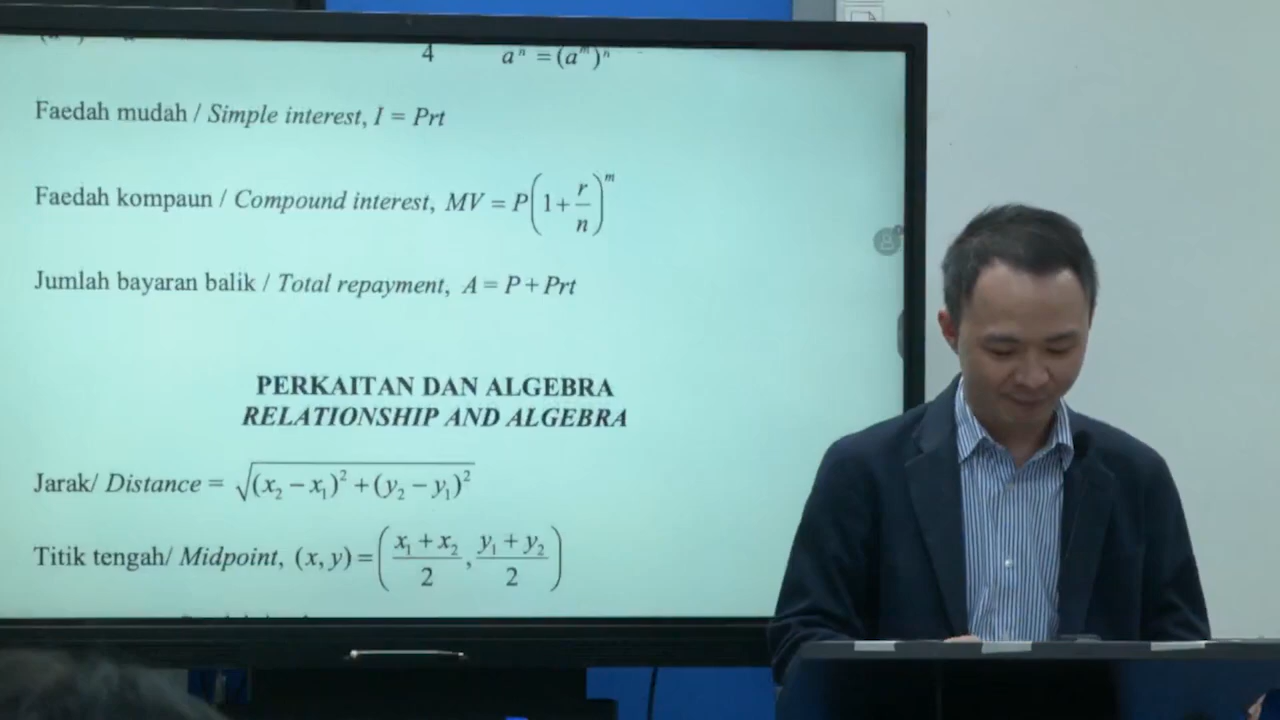 4 aⁿ = (aᵐ)ⁿ
Faedah mudah / Simple interest, I = Prt
Faedah kompaun / Compound interest, MV = P(1 + r/n)ᵐ
Jumlah bayaran balik / Total repayment, A = P + Prt
PERKAITAN DAN ALGEBRA
RELATIONSHIP AND ALGEBRA
Jarak/ Distance = √((x₂ − x₁)² + (y₂ − y₁)²)
Titik tengah/ Midpoint, (x, y) = ((x₁ + x₂)/2, (y₁ + y₂)/2)